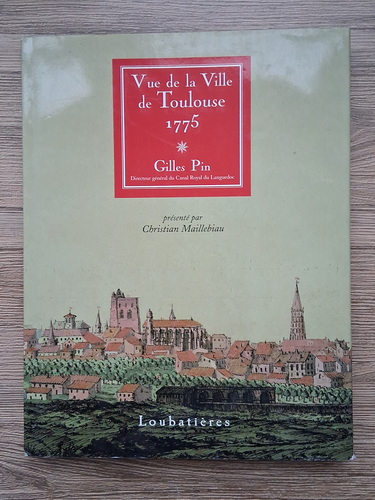 Vue de la Ville
de Toulouse
1775
Gilles Pin
Directeur général du Canal Royal du Languedoc
présenté par
Christian Maillebiau
Loubatières